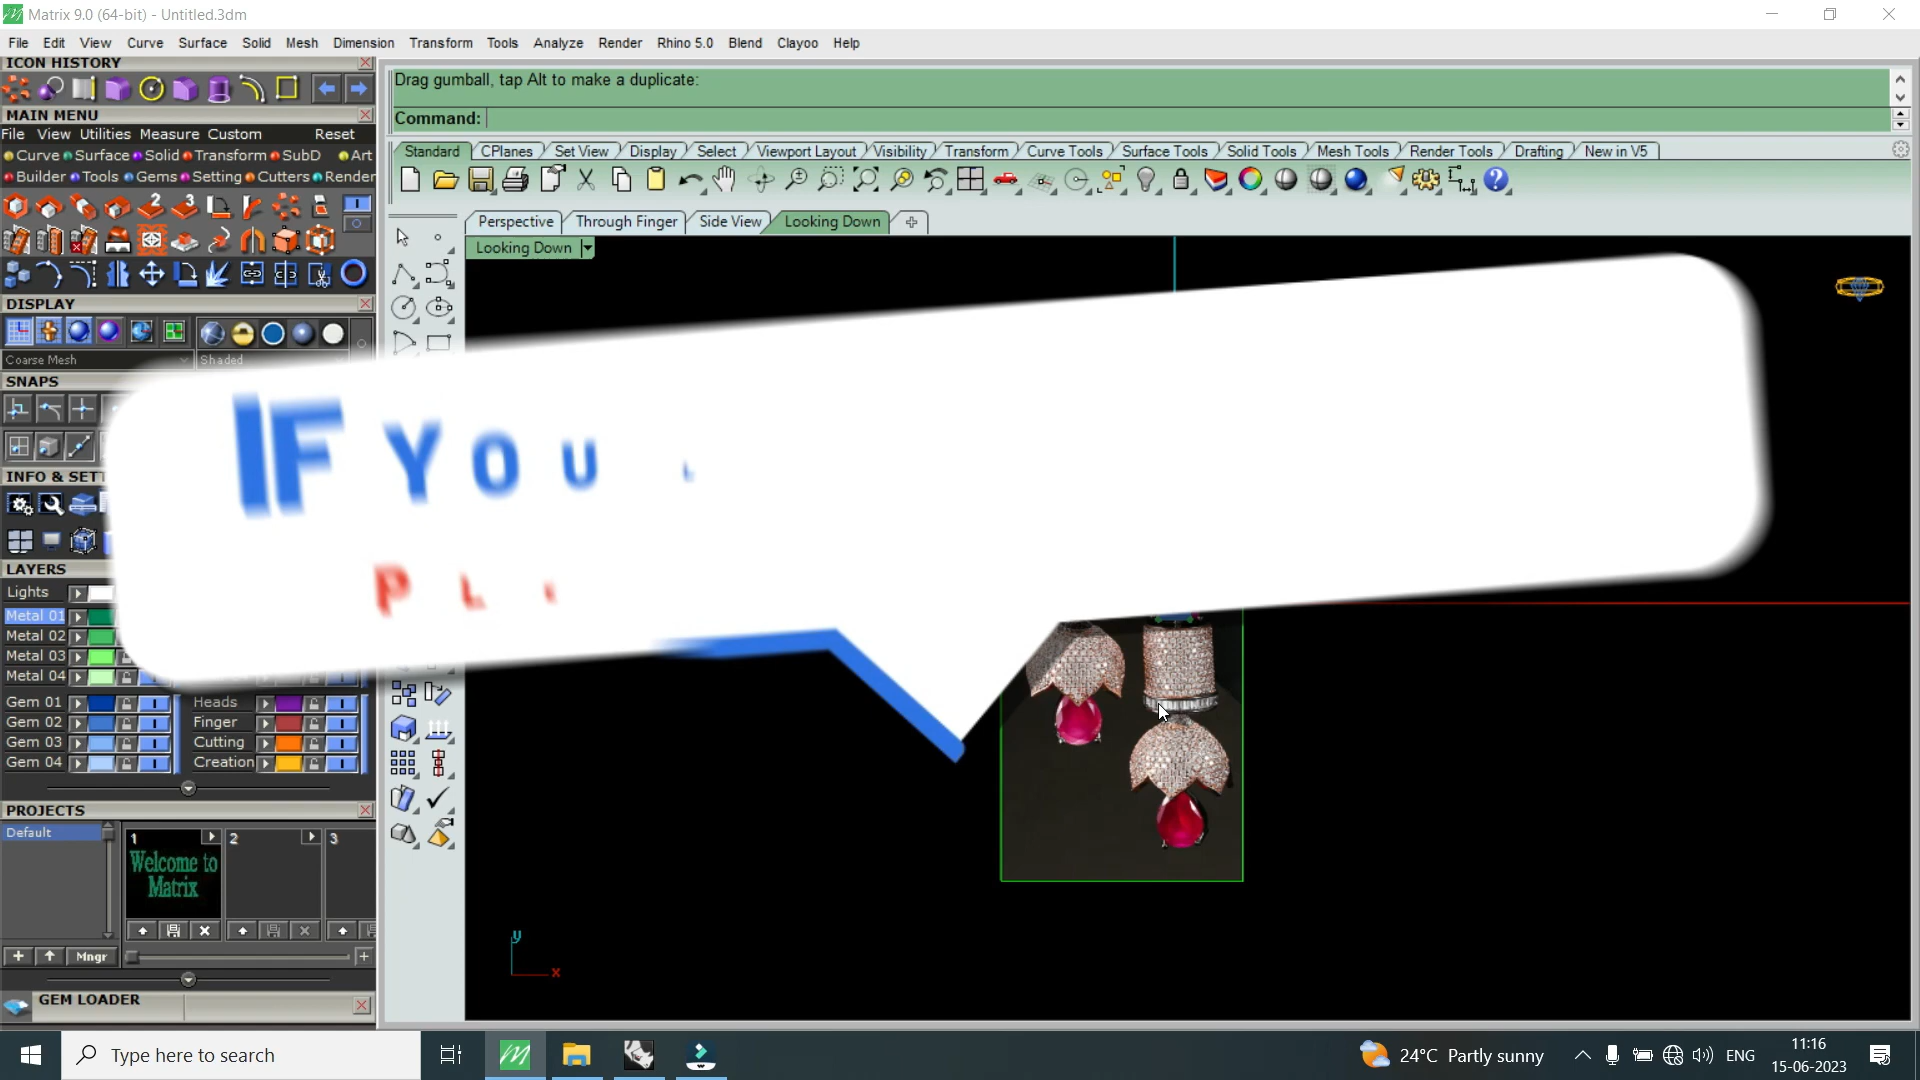 Matrix 9.0 (64-bit) - Untitled.3dm
File Edit View Curve Surface Solid Mesh Dimension Transform Tools Analyze Render Rhino 5.0 Blend Clayoo Help
ICON HISTORY
MAIN MENU
File View Utilities Measure Custom Reset
Curve Surface Solid Transform SubD Art
Builder Tools Gems Setting Cutters Render
2 3
DISPLAY
Coarse Mesh Shaded
SNAPS
INFO & SETT
LAYERS
Lights
Metal 01
Metal 02
Metal 03
Metal 04
Gem 01 Heads
Gem 02 Finger
Gem 03 Cutting
Gem 04 Creation
PROJECTS
Default
1 2 3
Welcome to
Matrix
Mngr
GEM LOADER
Drag gumball, tap Alt to make a duplicate:
Command:
Standard CPlanes Set View Display Select Viewport Layout Visibility Transform Curve Tools Surface Tools Solid Tools Mesh Tools Render Tools Drafting New in V5
Perspective Through Finger Side View Looking Down
Looking Down
IF YOU L
PL
y
x
Type here to search
24°C Partly sunny
ENG
11:16
15-06-2023